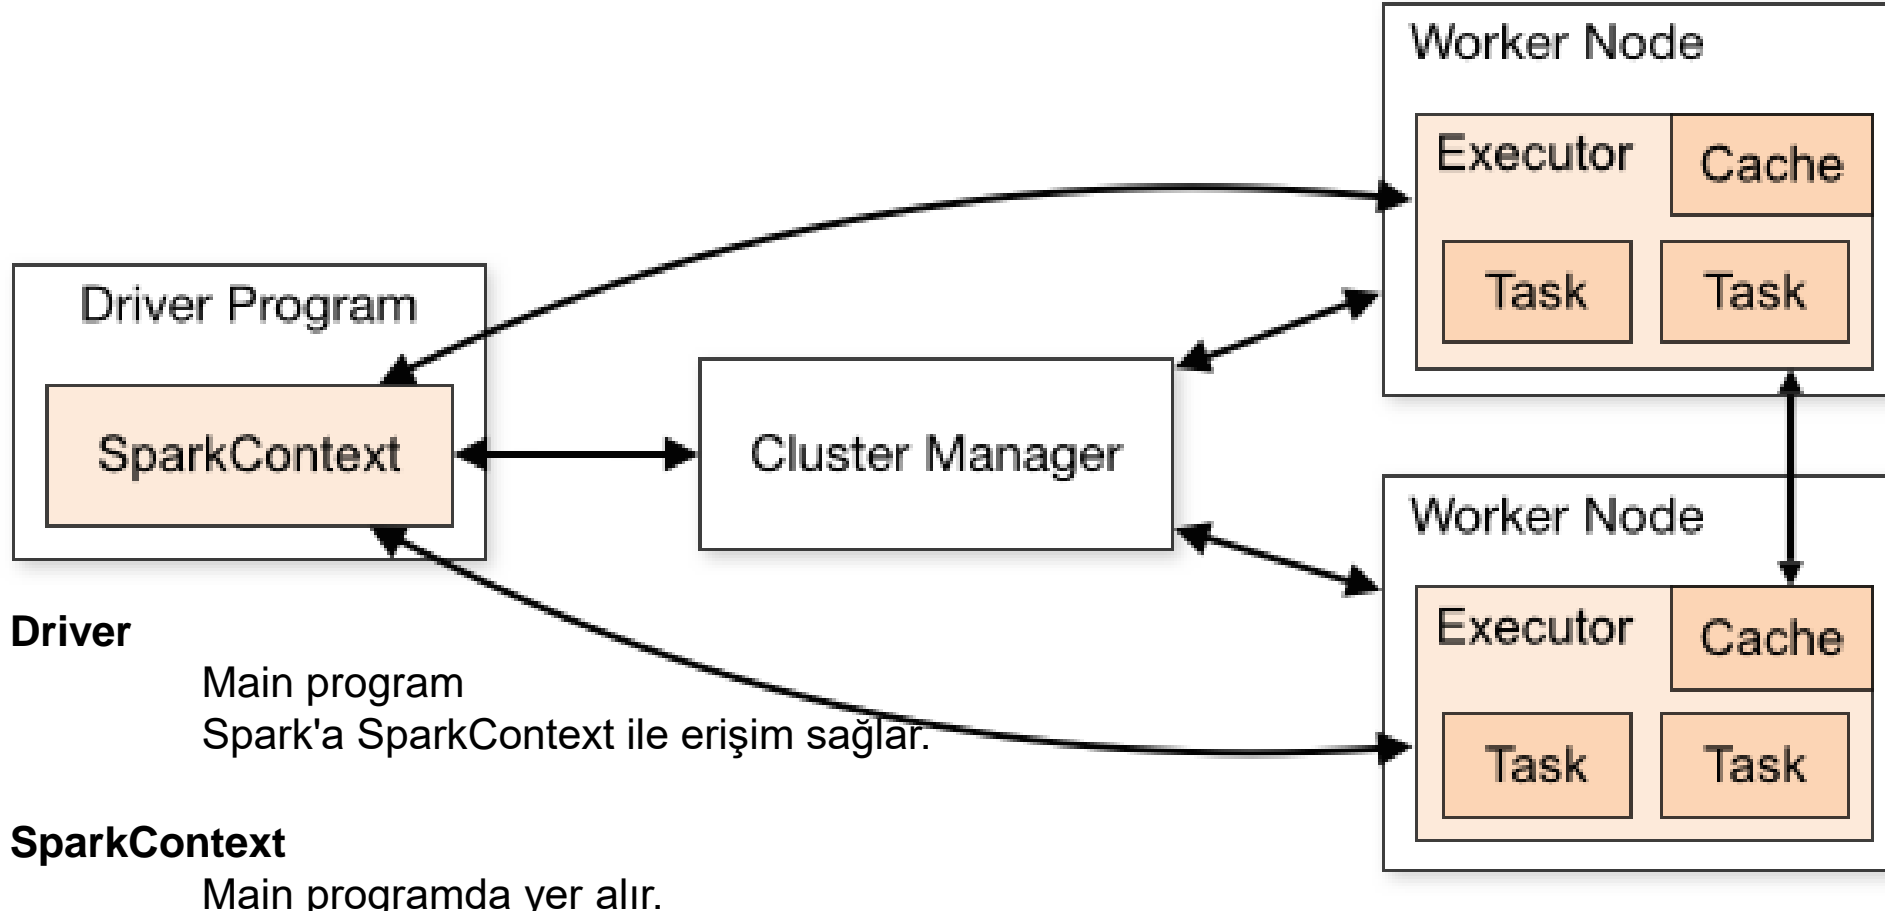 Worker Node
Executor
Cache
Task
Task
Driver Program
SparkContext
Cluster Manager
Worker Node
Executor
Cache
Task
Task
Driver
Main program
Spark'a SparkContext ile erişim sağlar.
SparkContext
Main programda yer alır.